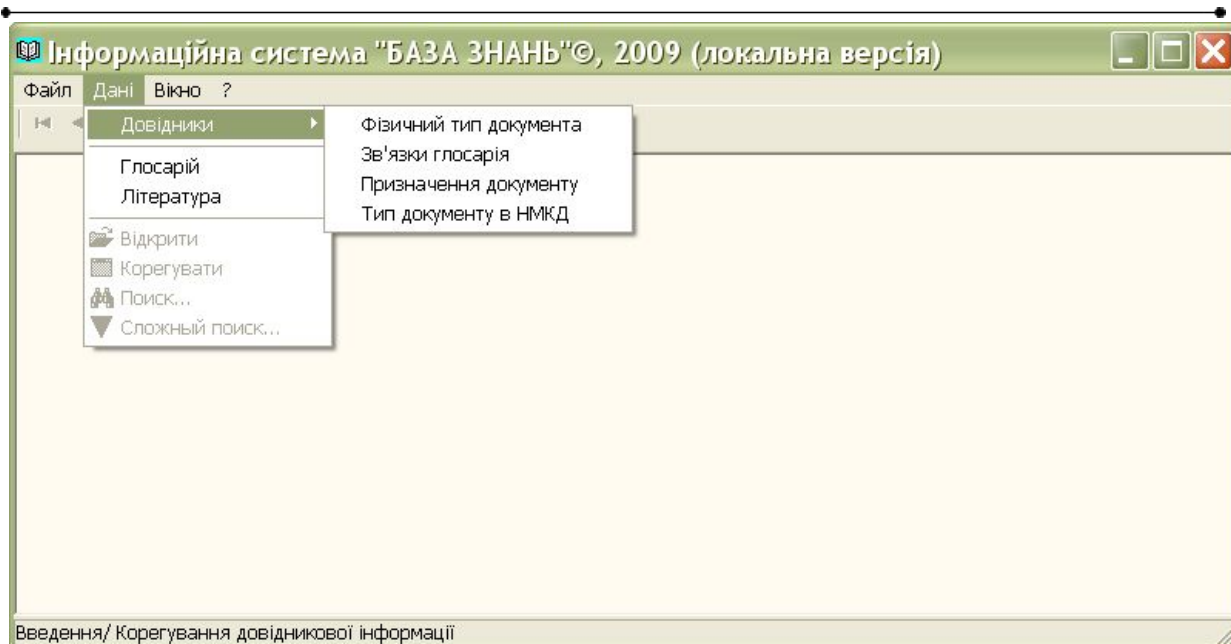 Інформаційна система "БАЗА ЗНАНЬ"©, 2009 (локальна версія)
Файл Дані Вікно ?
Довідники
Глосарій
Література
Відкрити
Корегувати
Поиск...
Сложный поиск...
Фізичний тип документа
Зв'язки глосарія
Призначення документу
Тип документу в НМКД
Введення/ Корегування довідникової інформації